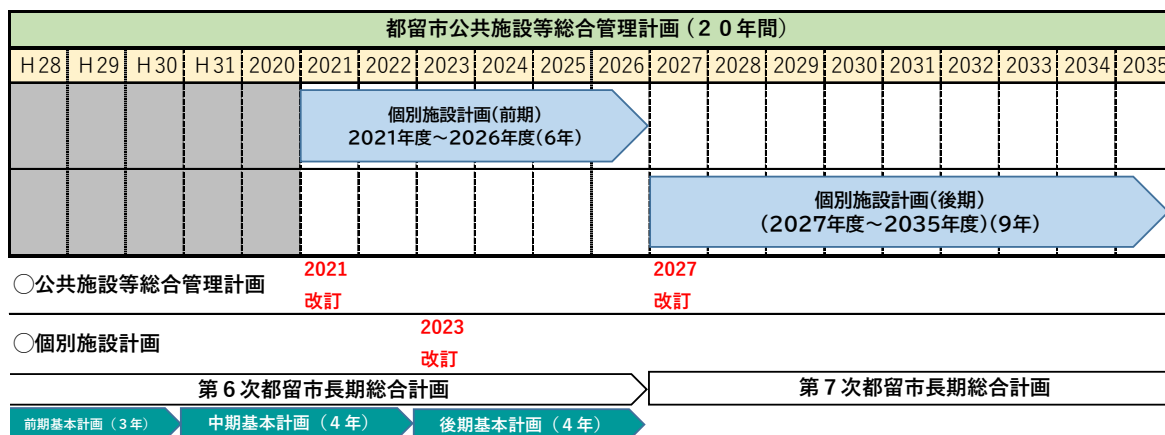 都留市公共施設等総合管理計画（２０年間）
H28 H29 H30 H31 2020 2021 2022 2023 2024 2025 2026 2027 2028 2029 2030 2031 2032 2033 2034 2035
個別施設計画(前期)
2021年度～2026年度(6年)
個別施設計画(後期)
(2027年度～2035年度)(9年)
○公共施設等総合管理計画
2021
改訂
2027
改訂
○個別施設計画
2023
改訂
第６次都留市長期総合計画
第７次都留市長期総合計画
前期基本計画（３年）
中期基本計画（４年）
後期基本計画（４年）